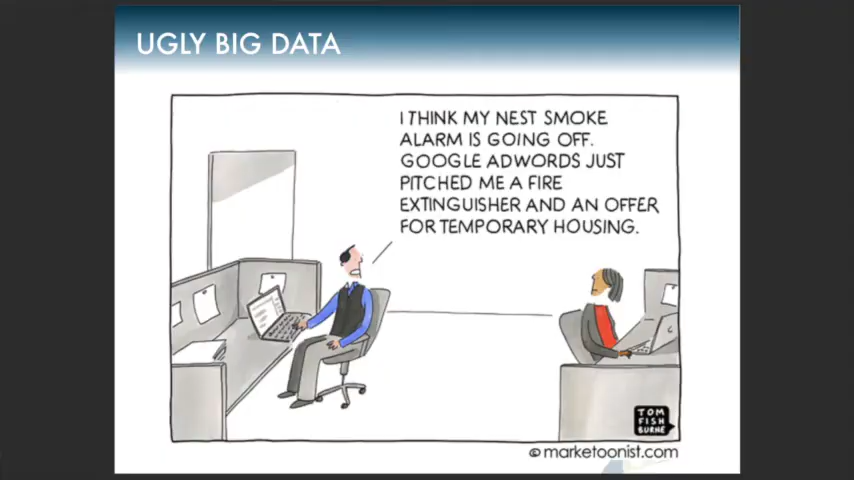 UGLY BIG DATA
I THINK MY NEST SMOKE
ALARM IS GOING OFF.
GOOGLE ADWORDS JUST
PITCHED ME A FIRE
EXTINGUISHER AND AN OFFER
FOR TEMPORARY HOUSING.
TOM
FISH
BURNE
© marketoonist.com